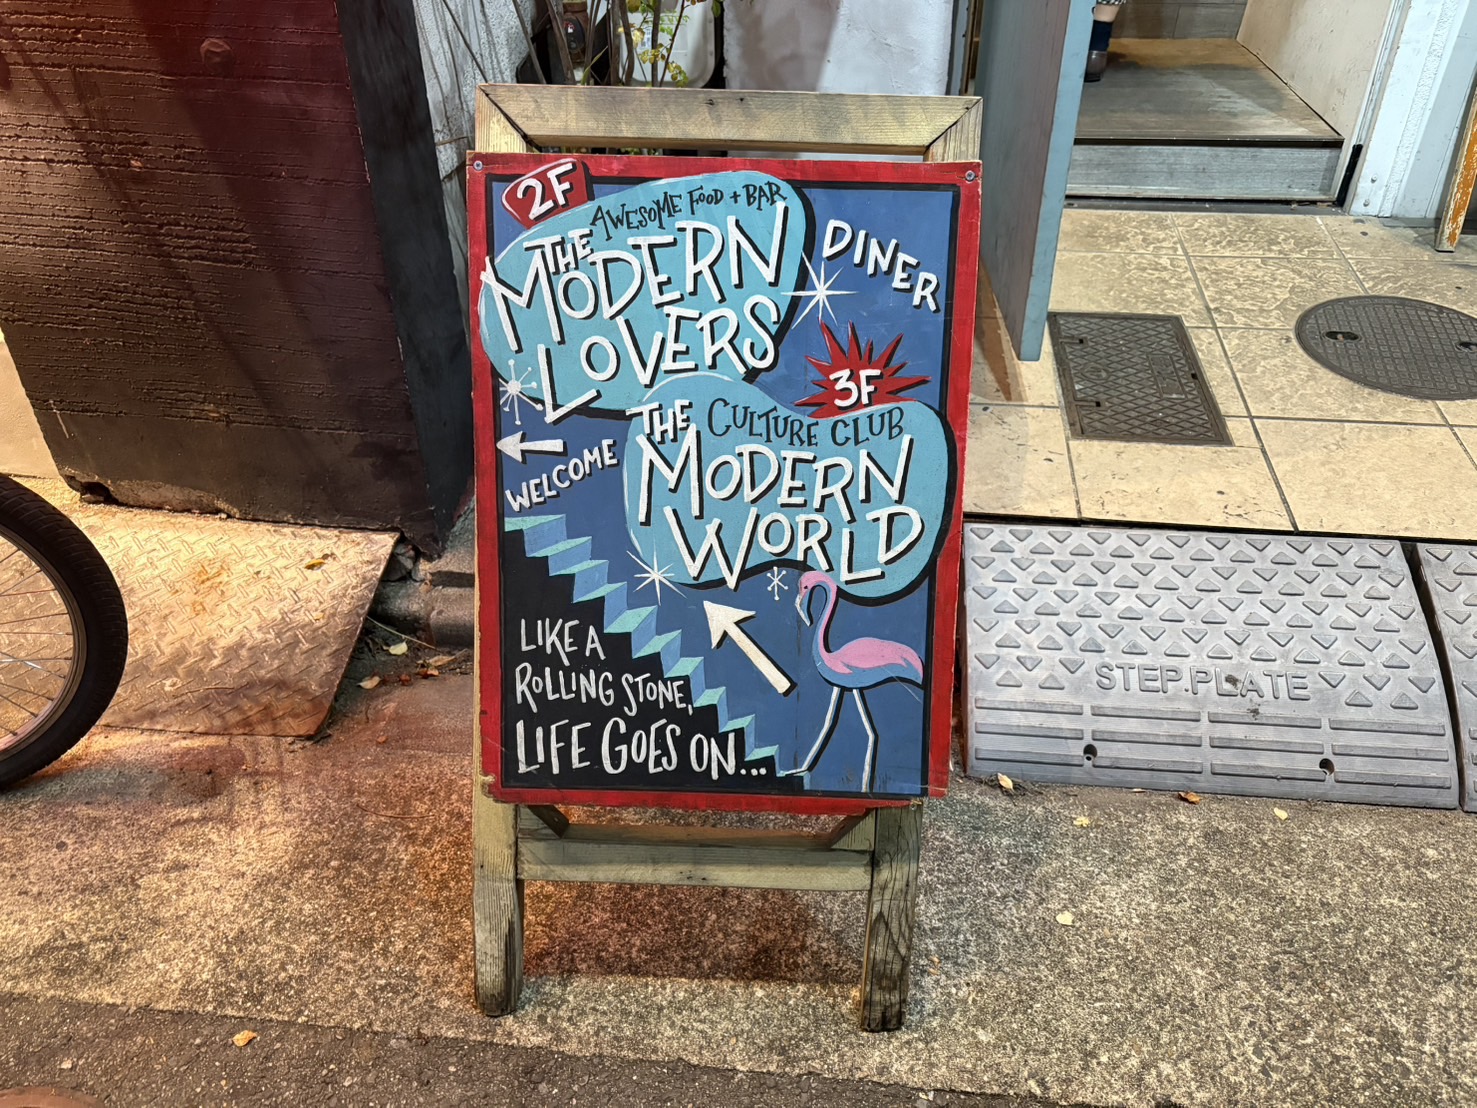 2F
AWESOME FOOD + BAR
THE
MODERN
LOVERS
DINER
3F
THE CULTURE CLUB
MODERN
WORLD
WELCOME
LIKE A
ROLLING STONE,
LIFE GOES ON...
STEP.PLATE